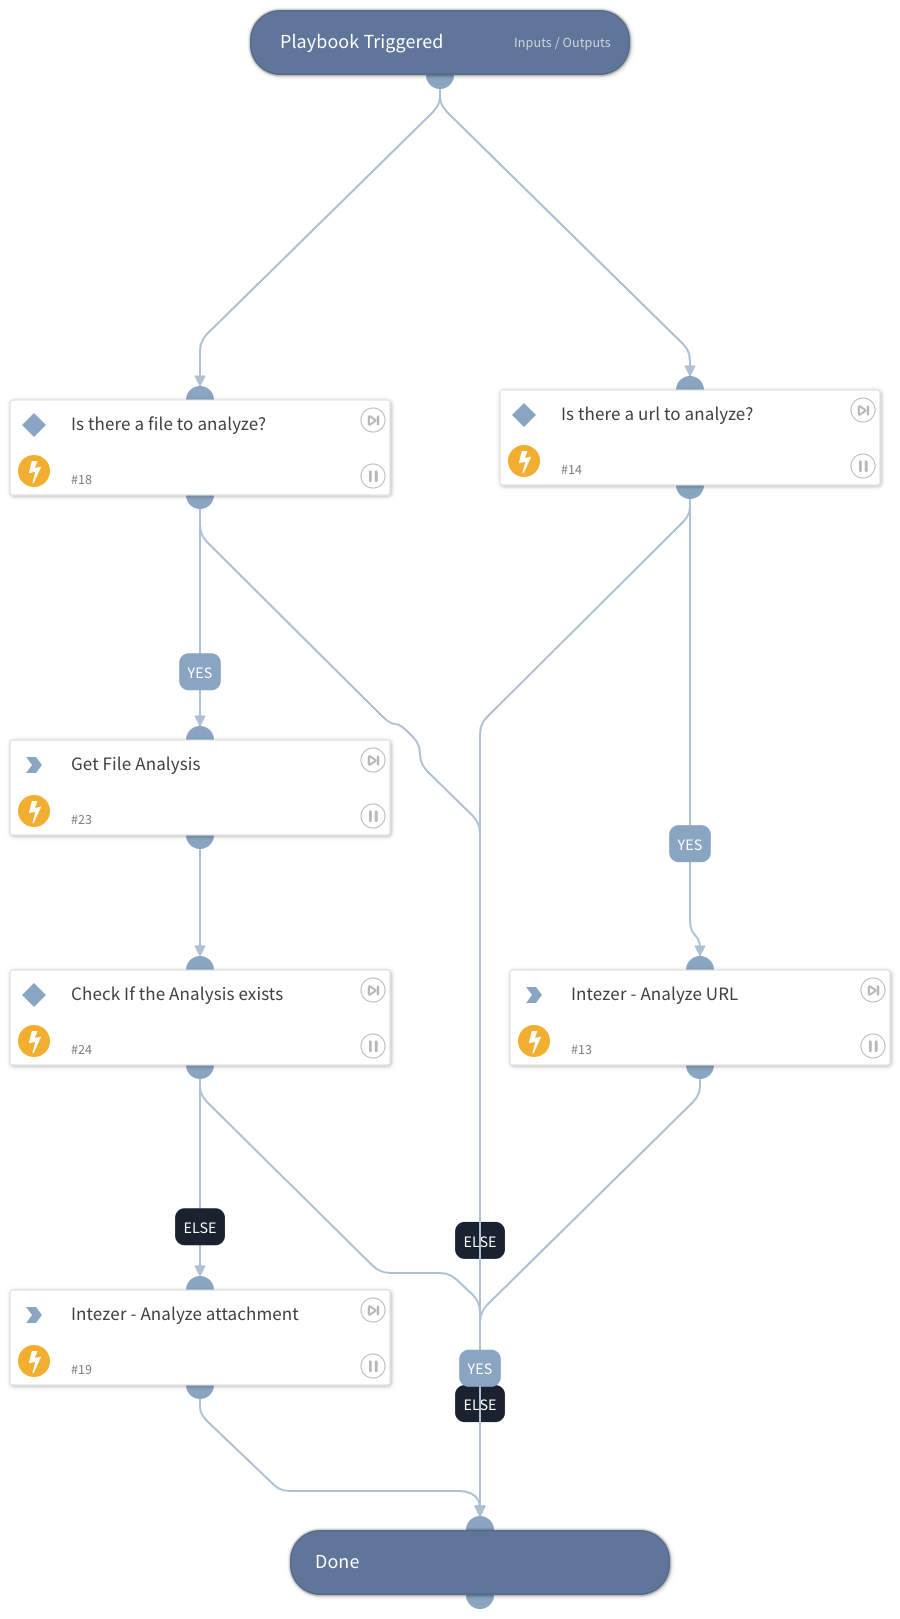 Playbook Triggered
Inputs / Outputs
Is there a file to analyze?
#18
Is there a url to analyze?
#14
YES
Get File Analysis
#23
YES
Check If the Analysis exists
#24
Intezer - Analyze URL
#13
ELSE
ELSE
Intezer - Analyze attachment
#19
YES
ELSE
Done